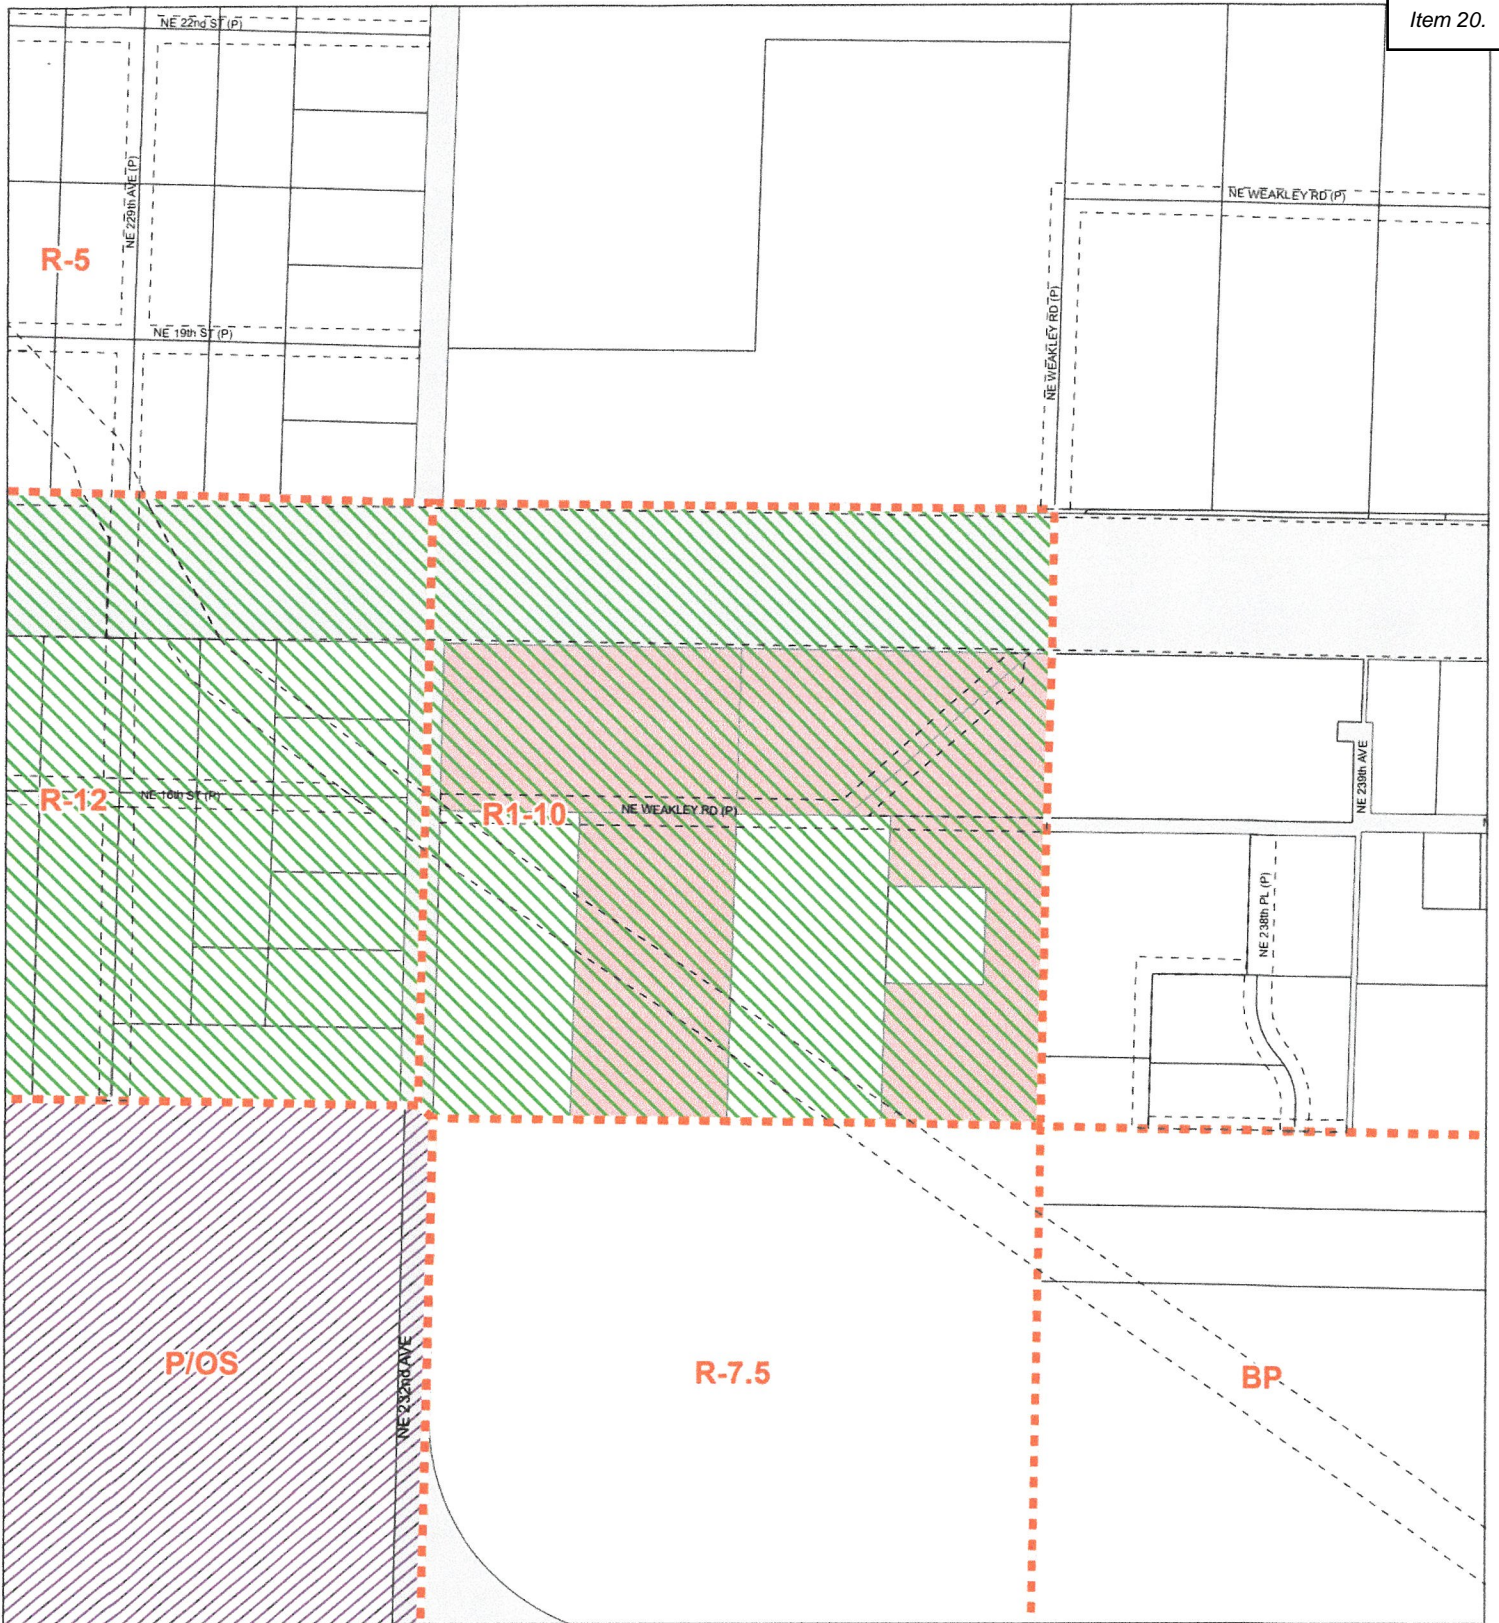 Item 20.
NE 22nd ST (P)
NE 229th AVE (P)
NE WEAKLEY RD (P)
R-5
NE WEAKLEY RD (P)
NE 19th ST (P)
NE 239th AVE
R-12
NE 16th ST (P)
R1-10
NE WEAKLEY RD (P)
NE 238th PL (P)
P/OS
NE 232nd AVE
R-7.5
BP